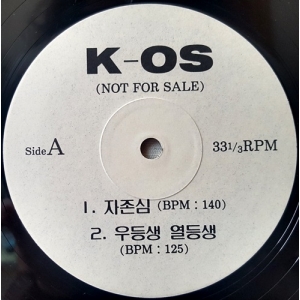 K-OS
(NOT FOR SALE)
Side A
33 1/3 RPM
1. 자존심 (BPM : 140)
2. 우등생 열등생
(BPM : 125)